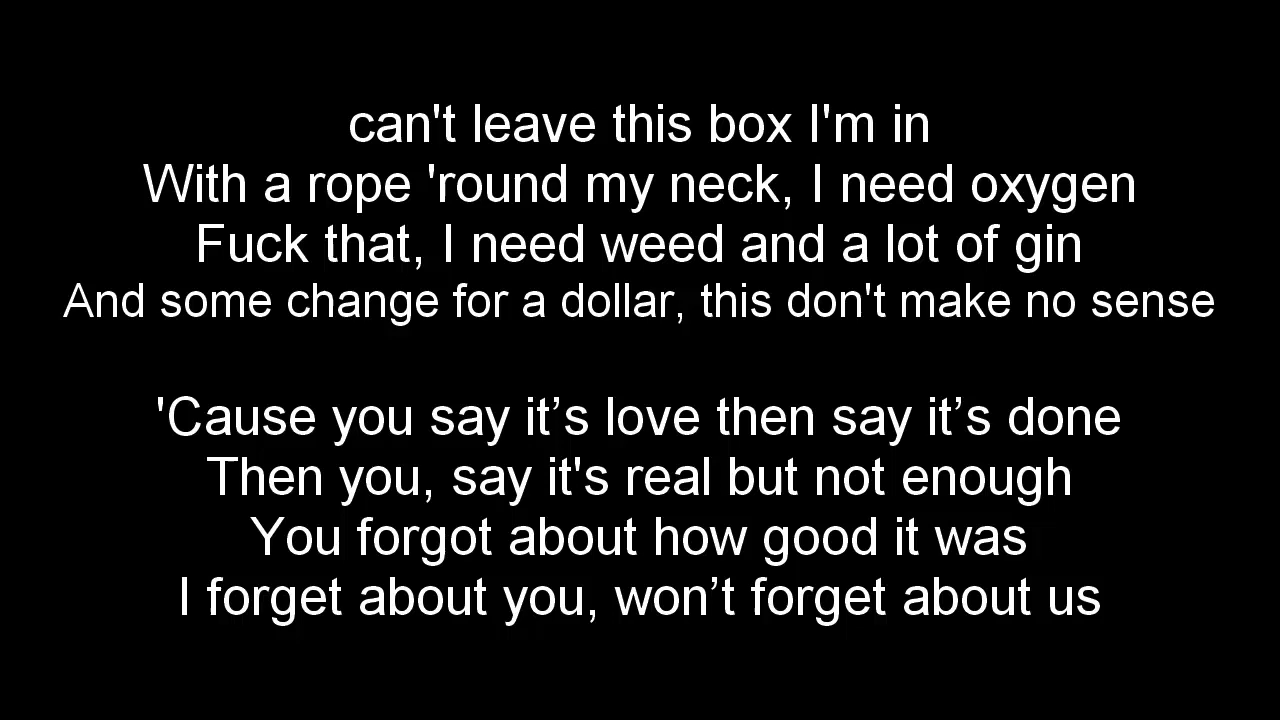 can't leave this box I'm in
With a rope 'round my neck, I need oxygen
Fuck that, I need weed and a lot of gin
And some change for a dollar, this don't make no sense
'Cause you say it’s love then say it’s done
Then you, say it's real but not enough
You forgot about how good it was
I forget about you, won’t forget about us